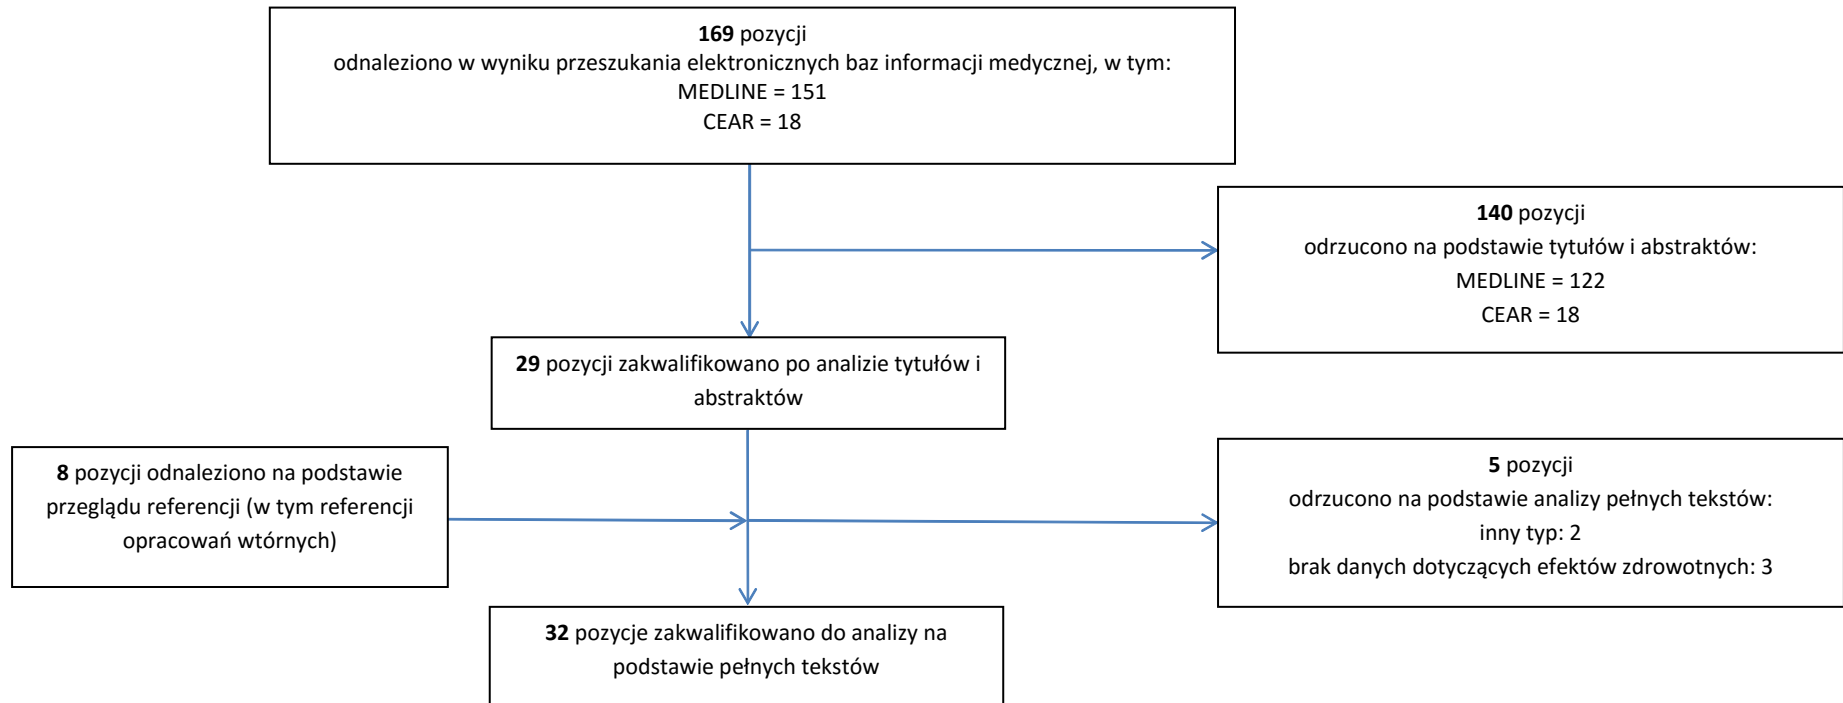 169 pozycji
odnaleziono w wyniku przeszukania elektronicznych baz informacji medycznej, w tym:
MEDLINE = 151
CEAR = 18
140 pozycji
odrzucono na podstawie tytułów i abstraktów:
MEDLINE = 122
CEAR = 18
29 pozycji zakwalifikowano po analizie tytułów i
abstraktów
8 pozycji odnaleziono na podstawie
przeglądu referencji (w tym referencji
opracowań wtórnych)
5 pozycji
odrzucono na podstawie analizy pełnych tekstów:
inny typ: 2
brak danych dotyczących efektów zdrowotnych: 3
32 pozycje zakwalifikowano do analizy na
podstawie pełnych tekstów